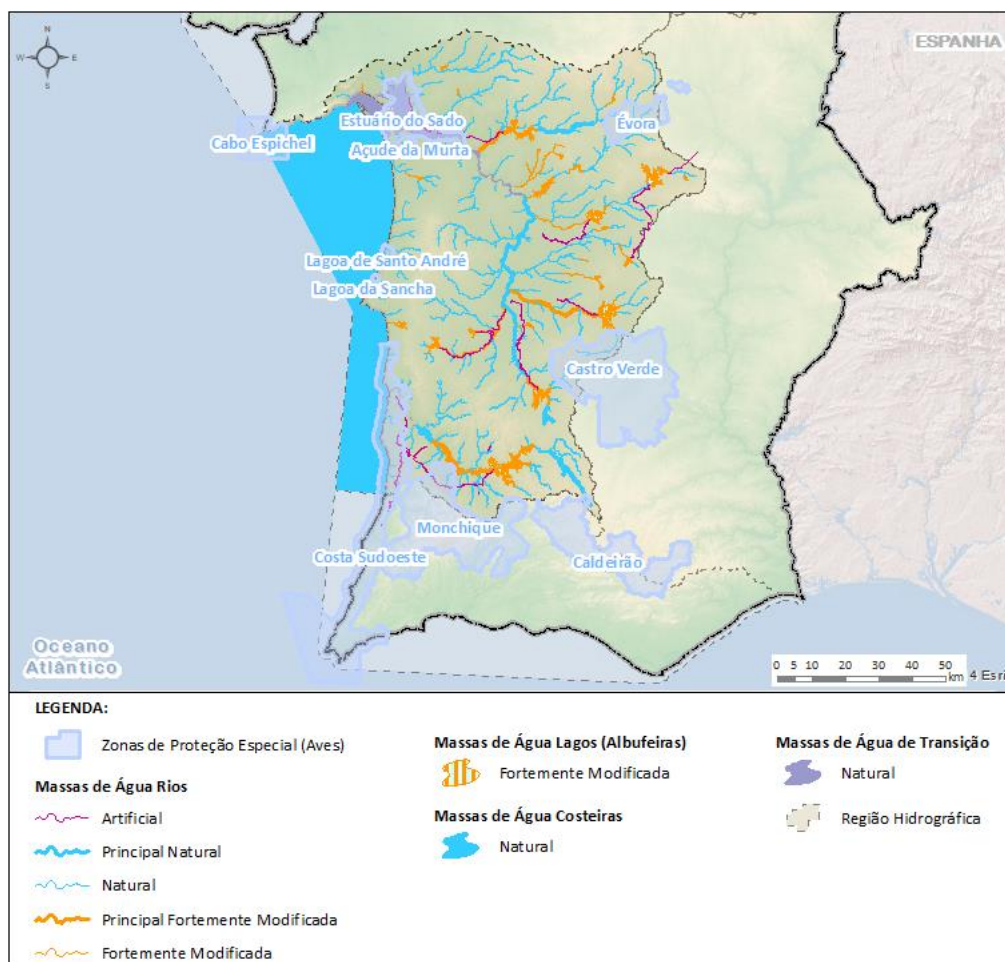 N
W
E
S
ESPANHA
Estuário do Sado
Évora
Cabo Espichel
Açude da Murta
Lagoa de Santo André
Lagoa da Sancha
Castro Verde
Monchique
Costa Sudoeste
Caldeirão
Oceano
Atlântico
0 5 10 20 30 40 50
km
4 Esri
LEGENDA:
Zonas de Proteção Especial (Aves)
Massas de Água Rios
Artificial
Principal Natural
Natural
Principal Fortemente Modificada
Fortemente Modificada
Massas de Água Lagos (Albufeiras)
Fortemente Modificada
Massas de Água Costeiras
Natural
Massas de Água de Transição
Natural
Região Hidrográfica